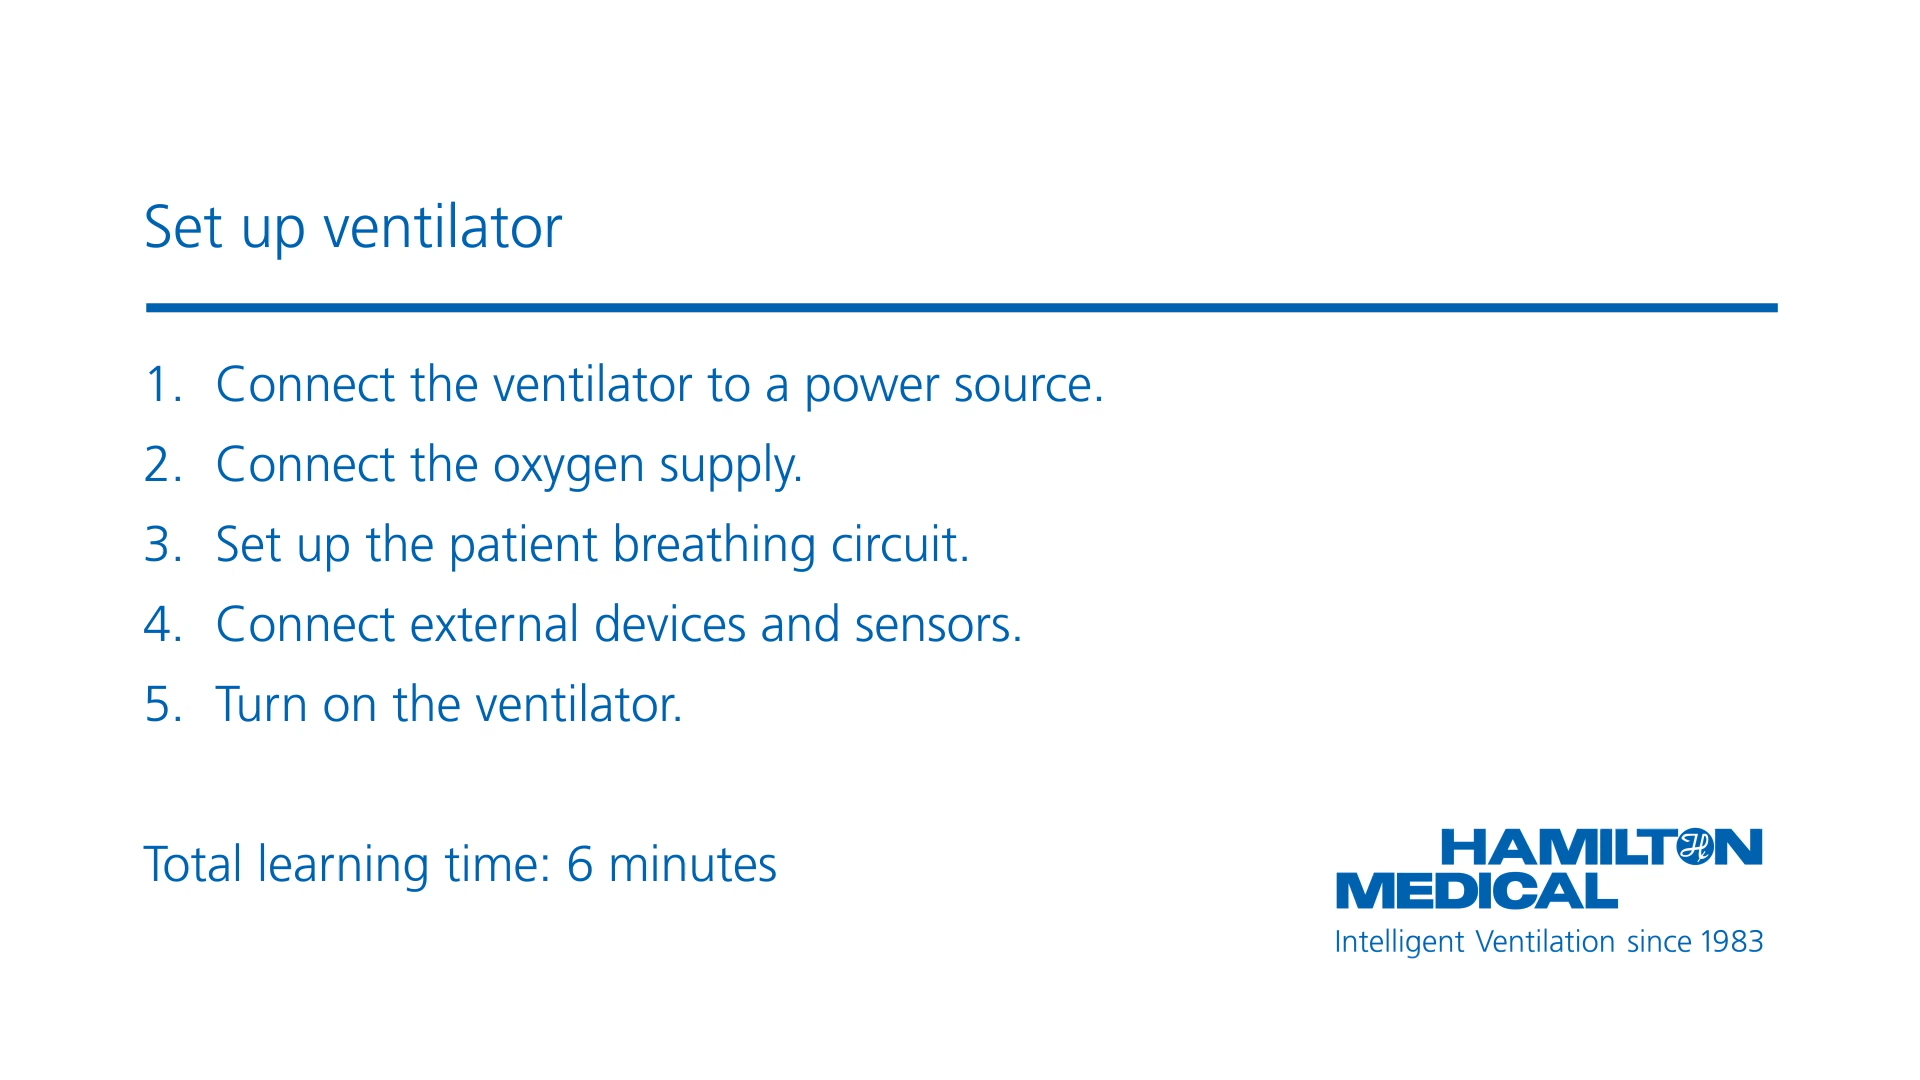 Set up ventilator
1. Connect the ventilator to a power source.
2. Connect the oxygen supply.
3. Set up the patient breathing circuit.
4. Connect external devices and sensors.
5. Turn on the ventilator.
Total learning time: 6 minutes
HAMILTON
MEDICAL
Intelligent Ventilation since 1983